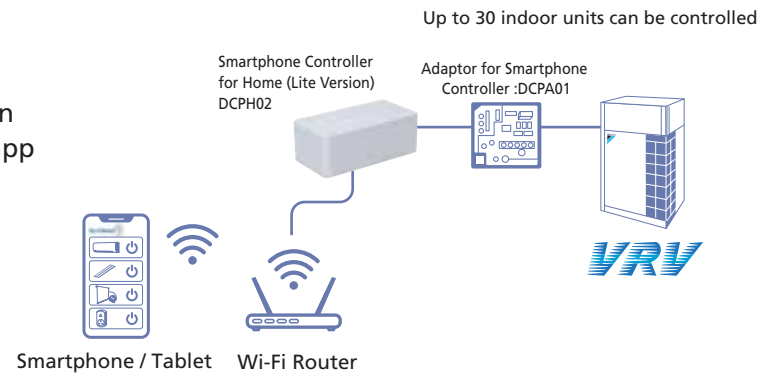 Up to 30 indoor units can be controlled
Smartphone Controller
for Home (Lite Version)
DCPH02
Adaptor for Smartphone
Controller :DCPA01
n
app
VRV
Smartphone / Tablet
Wi-Fi Router